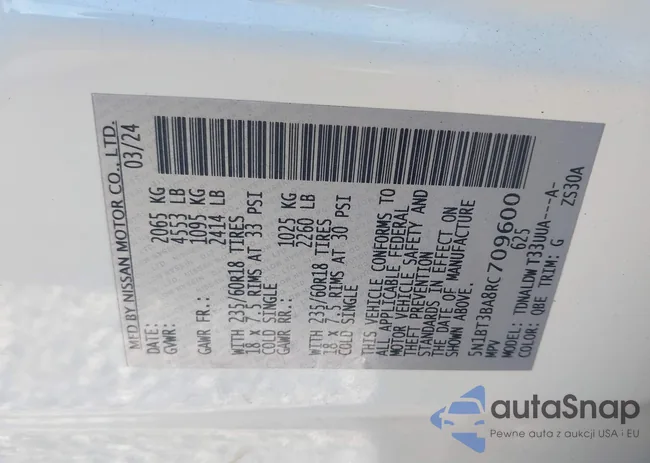 MFD BY NISSAN MOTOR CO., LTD.
DATE: 03/24
GVWR: 2065 KG
4553 LB
GAWR FR.: 1095 KG
2414 LB
WITH 235/60R18 TIRES
18 X 7.5 RIMS AT 33 PSI
COLD SINGLE
GAWR RR.: 1025 KG
2260 LB
WITH 235/60R18 TIRES
18 X 7.5 RIMS AT 30 PSI
COLD SINGLE
THIS VEHICLE CONFORMS TO
ALL APPLICABLE FEDERAL
MOTOR VEHICLE SAFETY AND
THEFT PREVENTION
STANDARDS IN EFFECT ON
THE DATE OF MANUFACTURE
SHOWN ABOVE.
5N1BT3BA8RC709600
MPV 625
MODEL: TDNALDW T33UUA---A-
COLOR: QBE TRIM: G ZS30A
autaSnap
Pewne auta z aukcji USA i EU